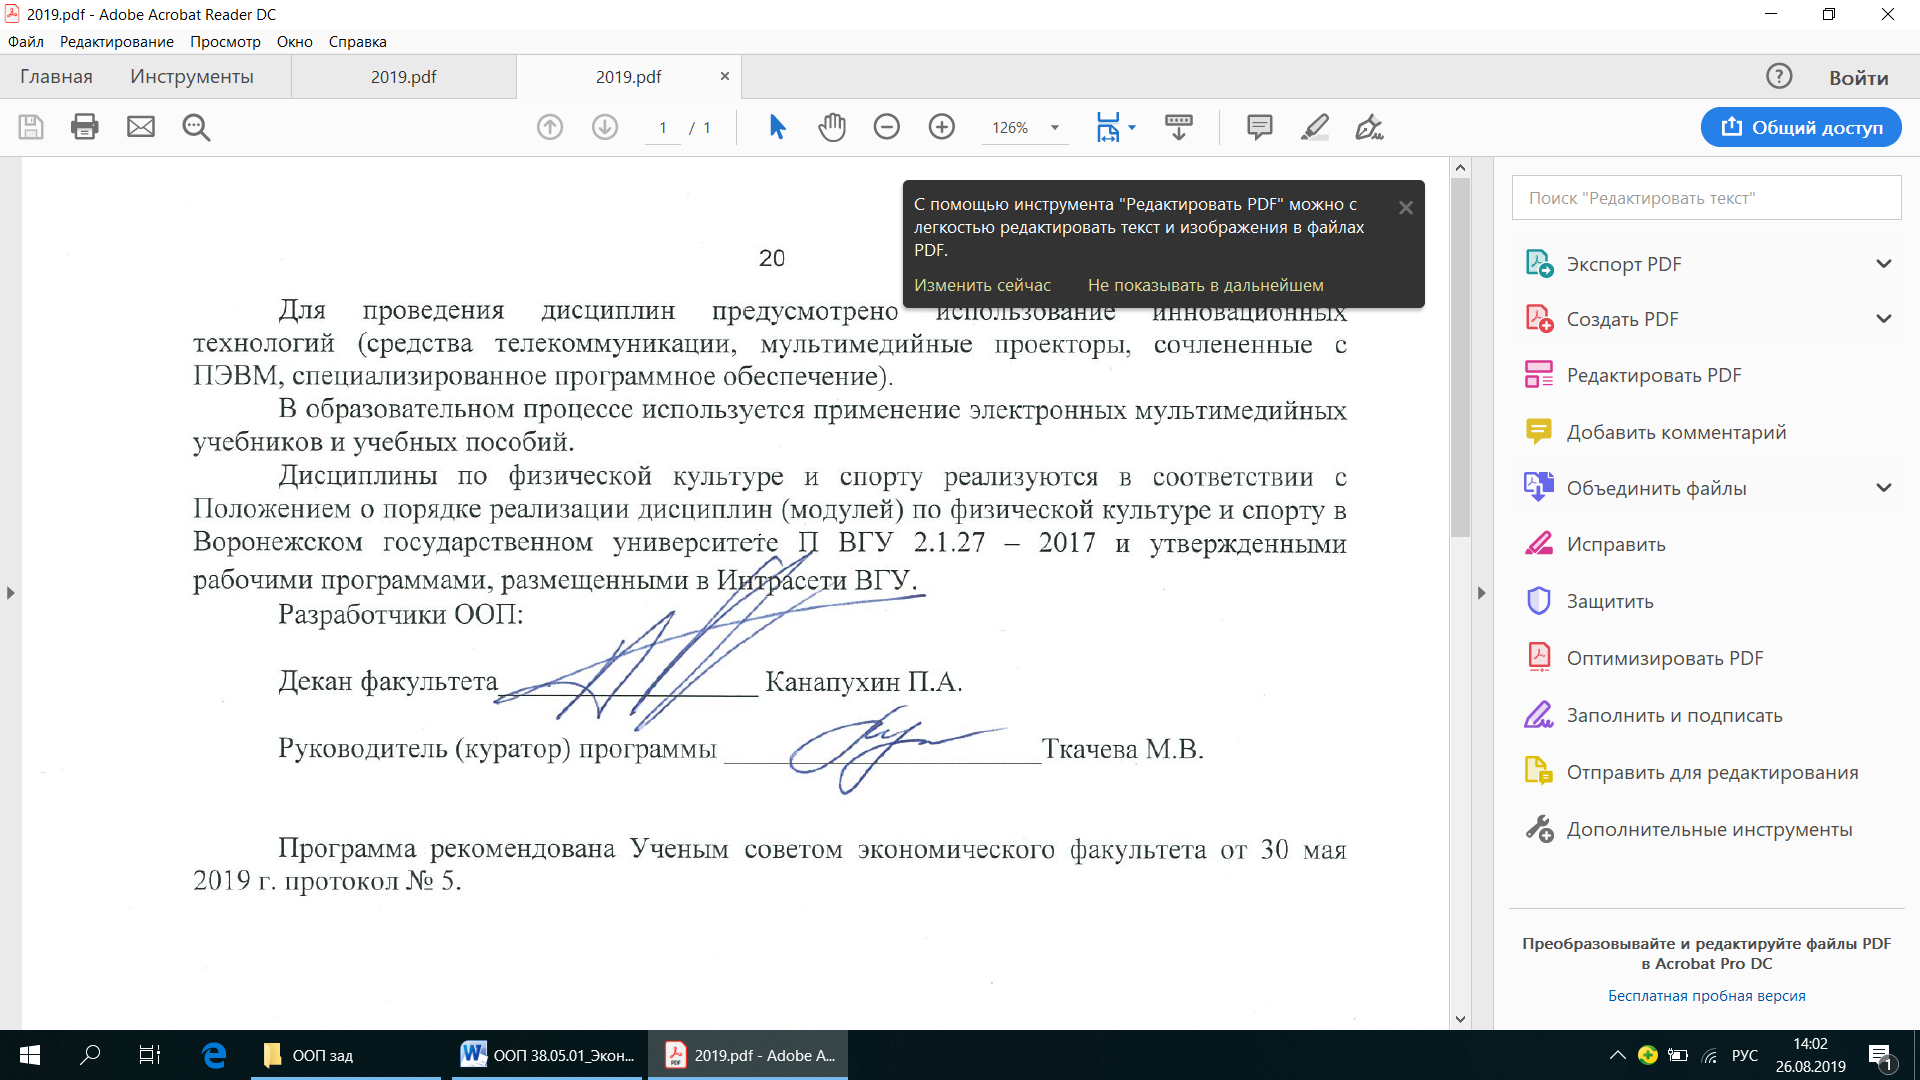 2019.pdf - Adobe Acrobat Reader DC
Файл Редактирование Просмотр Окно Справка
Главная Инструменты 2019.pdf 2019.pdf × ? Войти
1 / 1 126% Общий доступ
С помощью инструмента "Редактировать PDF" можно с
легкостью редактировать текст и изображения в файлах
PDF.
Изменить сейчас Не показывать в дальнейшем
20
Для проведения дисциплин предусмотрено использование инновационных
технологий (средства телекоммуникации, мультимедийные проекторы, сочлененные с
ПЭВМ, специализированное программное обеспечение).
В образовательном процессе используется применение электронных мультимедийных
учебников и учебных пособий.
Дисциплины по физической культуре и спорту реализуются в соответствии с
Положением о порядке реализации дисциплин (модулей) по физической культуре и спорту в
Воронежском государственном университете П ВГУ 2.1.27 – 2017 и утвержденными
рабочими программами, размещенными в Интрасети ВГУ.
Разработчики ООП:
Декан факультета___________________ Канапухин П.А.
Руководитель (куратор) программы _______________________Ткачева М.В.
Программа рекомендована Ученым советом экономического факультета от 30 мая
2019 г. протокол № 5.
Поиск "Редактировать текст"
Экспорт PDF
Создать PDF
Редактировать PDF
Добавить комментарий
Объединить файлы
Исправить
Защитить
Оптимизировать PDF
Заполнить и подписать
Отправить для редактирования
Дополнительные инструменты
Преобразовывайте и редактируйте файлы PDF
в Acrobat Pro DC
Бесплатная пробная версия
ООП зад ООП 38.05.01_Экон... 2019.pdf - Adobe A... РУС 14:02
26.08.2019 1